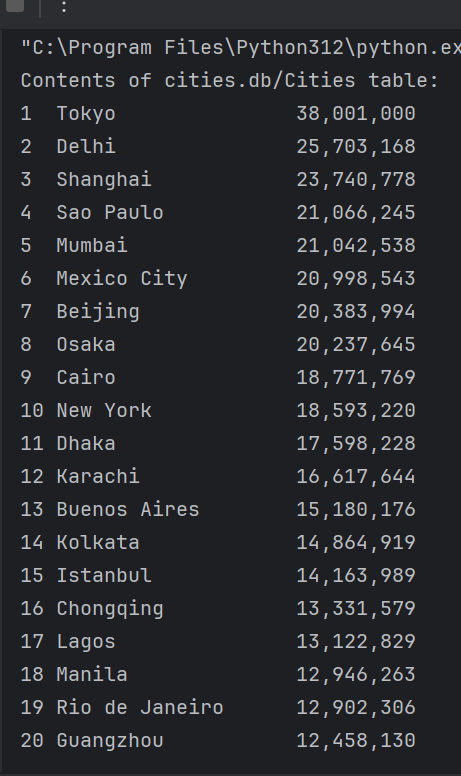 "C:\Program Files\Python312\python.ex
Contents of cities.db/Cities table:
1  Tokyo               38,001,000
2  Delhi               25,703,168
3  Shanghai            23,740,778
4  Sao Paulo           21,066,245
5  Mumbai              21,042,538
6  Mexico City         20,998,543
7  Beijing             20,383,994
8  Osaka               20,237,645
9  Cairo               18,771,769
10 New York            18,593,220
11 Dhaka               17,598,228
12 Karachi             16,617,644
13 Buenos Aires        15,180,176
14 Kolkata             14,864,919
15 Istanbul            14,163,989
16 Chongqing           13,331,579
17 Lagos               13,122,829
18 Manila              12,946,263
19 Rio de Janeiro      12,902,306
20 Guangzhou           12,458,130